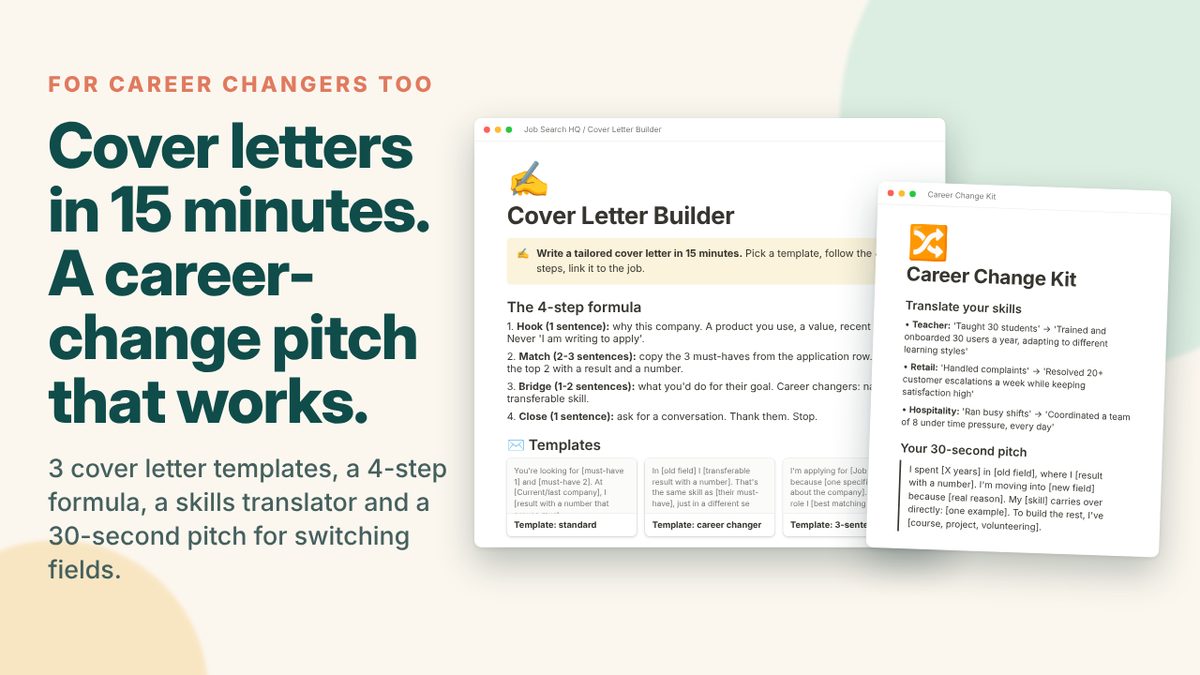 FOR CAREER CHANGERS TOO
Cover letters
in 15 minutes.
A career-
change pitch
that works.
3 cover letter templates, a 4-step
formula, a skills translator and a
30-second pitch for switching
fields.
Job Search HQ / Cover Letter Builder
Cover Letter Builder
Write a tailored cover letter in 15 minutes. Pick a template, follow the
steps, link it to the job.
The 4-step formula
1. Hook (1 sentence): why this company. A product you use, a value, recent
Never 'I am writing to apply'.
2. Match (2-3 sentences): copy the 3 must-haves from the application row.
the top 2 with a result and a number.
3. Bridge (1-2 sentences): what you'd do for their goal. Career changers:
transferable skill.
4. Close (1 sentence): ask for a conversation. Thank them. Stop.
Templates
You're looking for [must-have
1] and [must-have 2]. At
[Current/last company], I
[result with a number that
Template: standard
In [old field] I [transferable
result with a number]. That's
the same skill as [their must-
have], just in a different se
Template: career changer
I'm applying for [Job
because [one specific
about the company].
role I [best matching
Template: 3-sente
Career Change Kit
Career Change Kit
Translate your skills
• Teacher: 'Taught 30 students' → 'Trained and
onboarded 30 users a year, adapting to different
learning styles'
• Retail: 'Handled complaints' → 'Resolved 20+
customer escalations a week while keeping
satisfaction high'
• Hospitality: 'Ran busy shifts' → 'Coordinated a team
of 8 under time pressure, every day'
Your 30-second pitch
I spent [X years] in [old field], where I [result
with a number]. I'm moving into [new field]
because [real reason]. My [skill] carries over
directly: [one example]. To build the rest, I've
[course, project, volunteering].